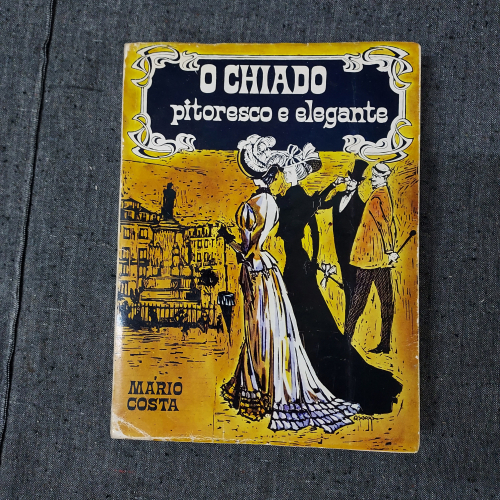 O CHIADO
pitoresco e elegante
MARIO
COSTA